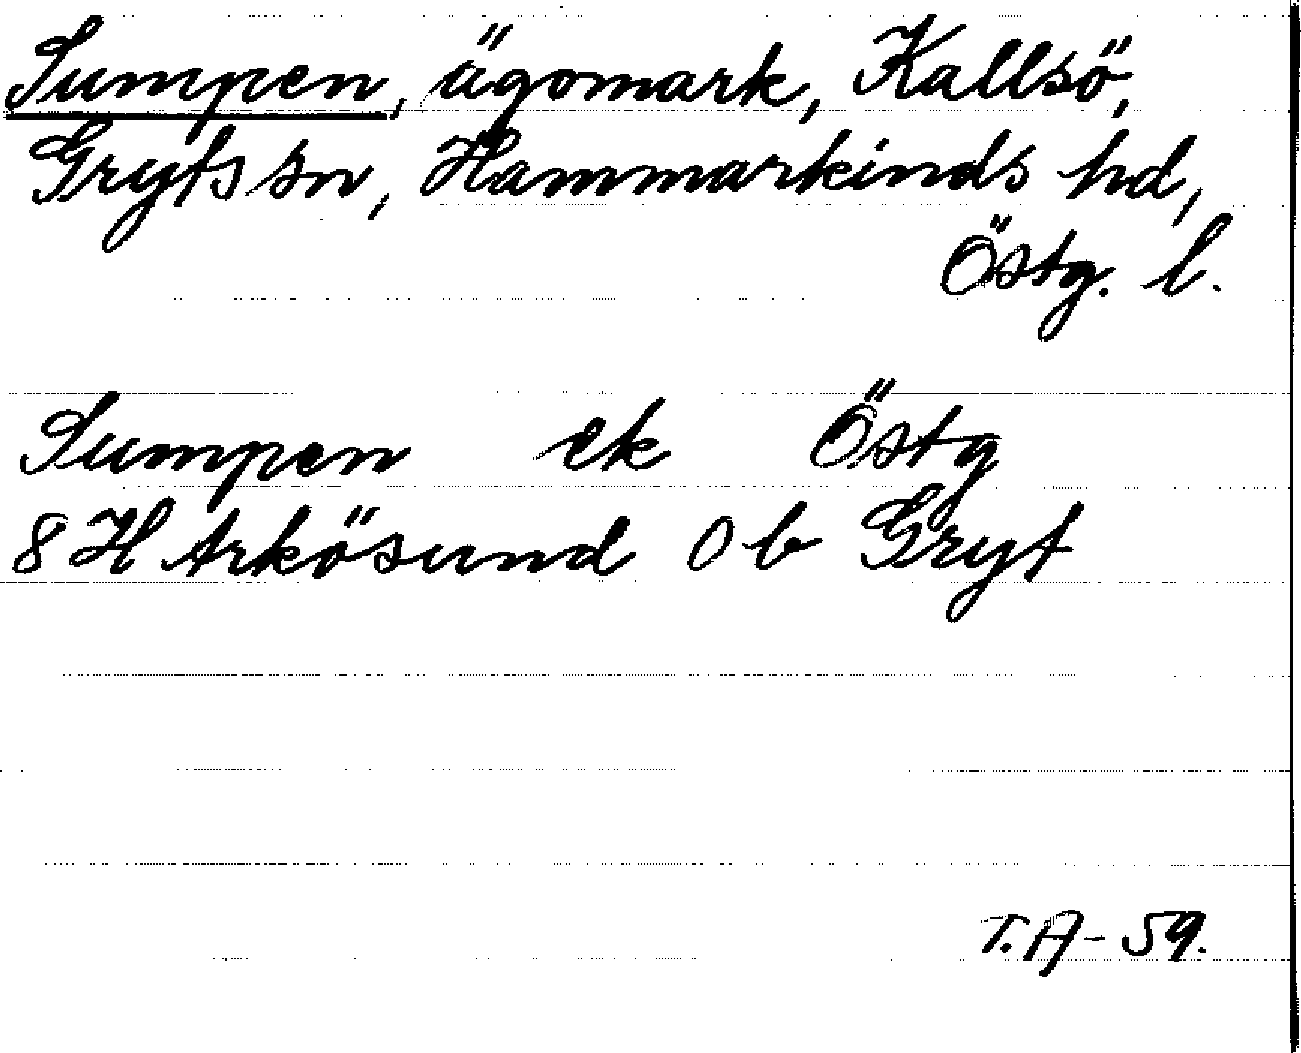 Sumpen, ägomark, Kallsö,
Gryts sn, Hammarkinds hd,
Östg. l.
Sumpen ek Östg
8 H Arkösund 0 b Gryt
T.A-59.